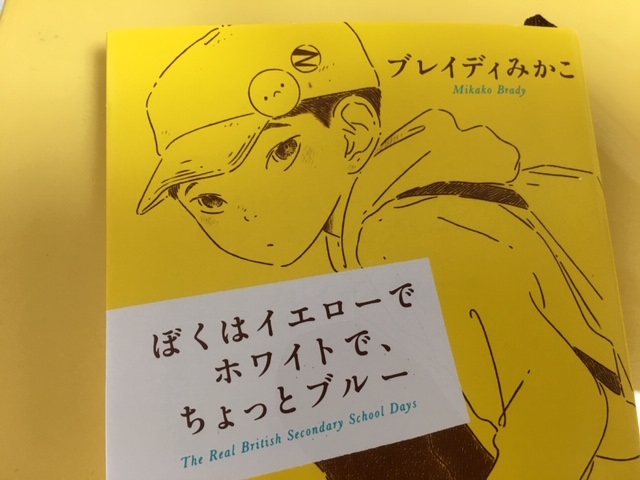 ブレイディみかこ
Mikako Brady
ぼくはイエローで
ホワイトで、
ちょっとブルー
The Real British Secondary School Days